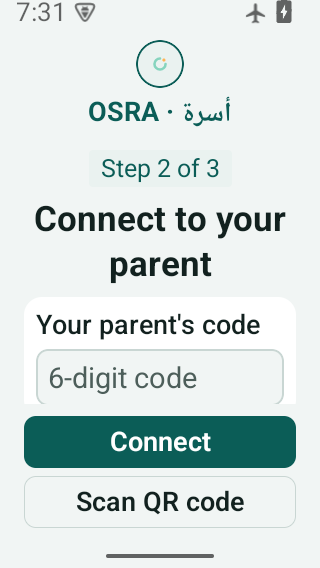 7:31
OSRA · أسرة
Step 2 of 3
Connect to your
parent
Your parent's code
6-digit code
Connect
Scan QR code